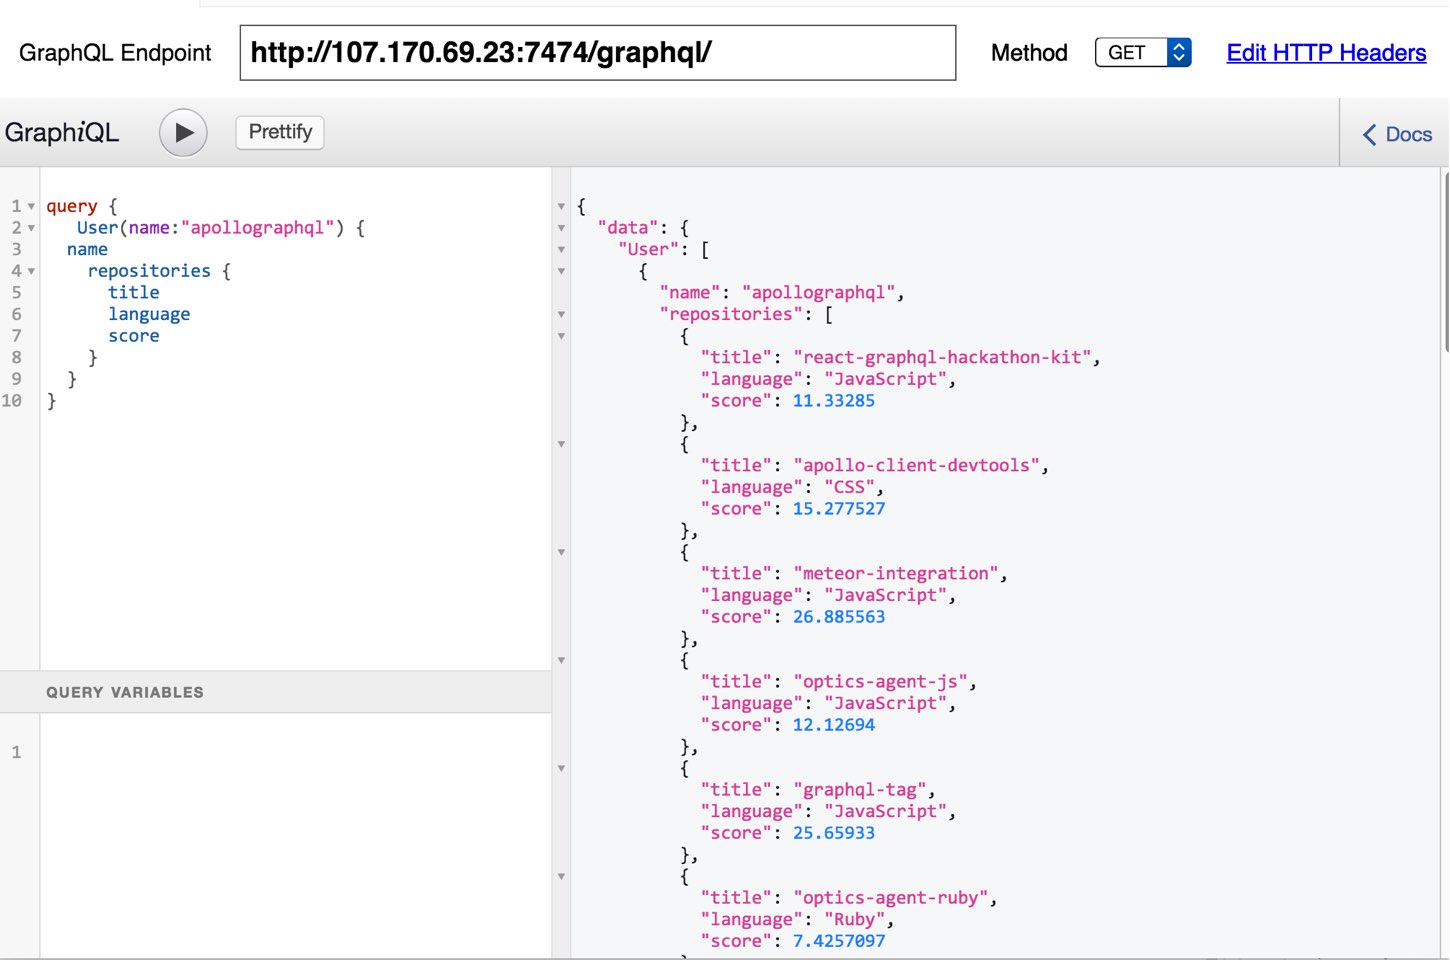 GraphQL Endpoint http://107.170.69.23:7474/graphql/ Method GET Edit HTTP Headers
GraphiQL Prettify Docs
1 query {
2 User(name:"apollographql") {
3 name
4 repositories {
5 title
6 language
7 score
8 }
9 }
10 }
QUERY VARIABLES
1
{
"data": {
"User": [
{
"name": "apollographql",
"repositories": [
{
"title": "react-graphql-hackathon-kit",
"language": "JavaScript",
"score": 11.33285
},
{
"title": "apollo-client-devtools",
"language": "CSS",
"score": 15.277527
},
{
"title": "meteor-integration",
"language": "JavaScript",
"score": 26.885563
},
{
"title": "optics-agent-js",
"language": "JavaScript",
"score": 12.12694
},
{
"title": "graphql-tag",
"language": "JavaScript",
"score": 25.65933
},
{
"title": "optics-agent-ruby",
"language": "Ruby",
"score": 7.4257097